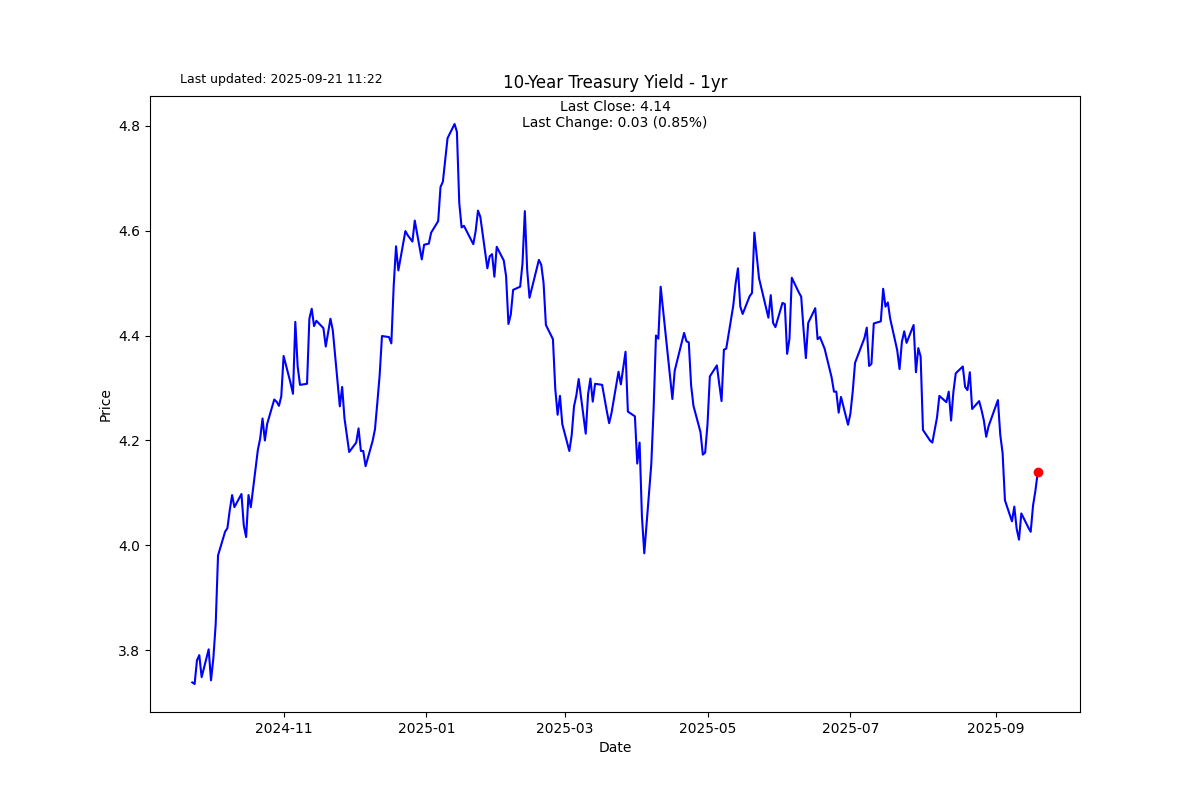 Last updated: 2025-09-21 11:22
10-Year Treasury Yield - 1yr
Last Close: 4.14
Last Change: 0.03 (0.85%)
4.8
4.6
4.4
4.2
4.0
3.8
Price
2024-11
2025-01
2025-03
2025-05
2025-07
2025-09
Date